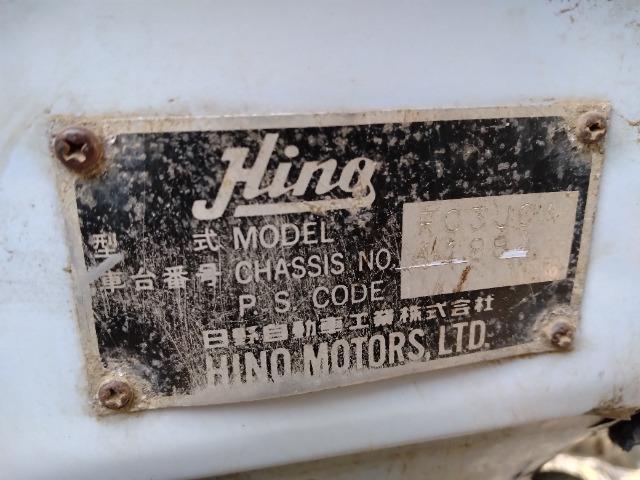 Hino
型 式 MODEL
車台番号 CHASSIS NO.
P. S. CODE
日野自動車工業株式会社
HINO MOTORS, LTD.